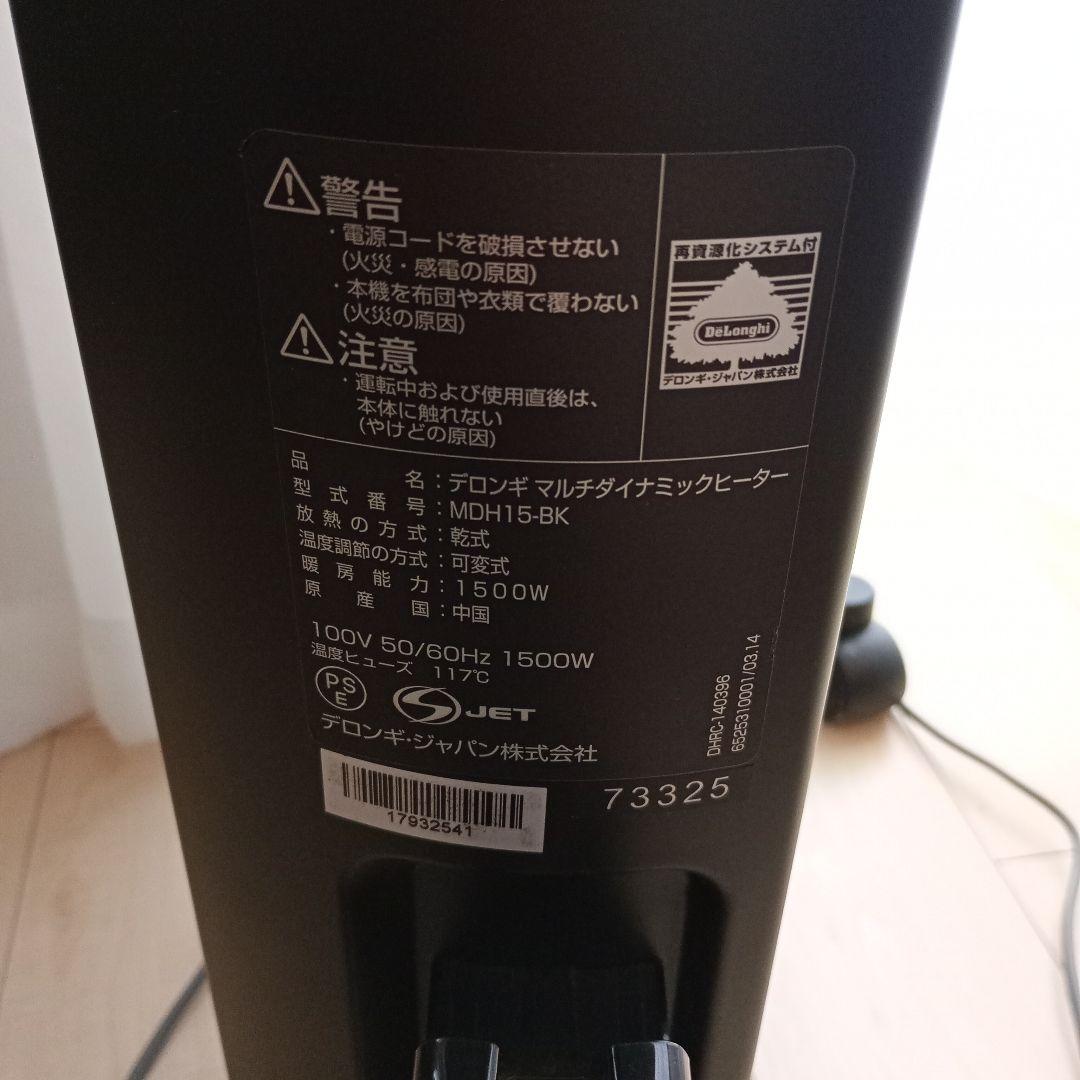 警告
・電源コードを破損させない
(火災・感電の原因)
・本機を布団や衣類で覆わない
(火災の原因)
注意
・運転中および使用直後は、
本体に触れない
(やけどの原因)
再資源化システム付
DeLonghi
デロンギ・ジャパン株式会社
品名：デロンギ マルチダイナミックヒーター
型式番号：MDH15-BK
放熱の方式：乾式
温度調節の方式：可変式
暖房能力：1500W
原産国：中国
100V 50/60Hz 1500W
温度ヒューズ 117℃
PSE
S JET
デロンギ・ジャパン株式会社
DHRC-140396
6525310001/03.14
17932541
73325